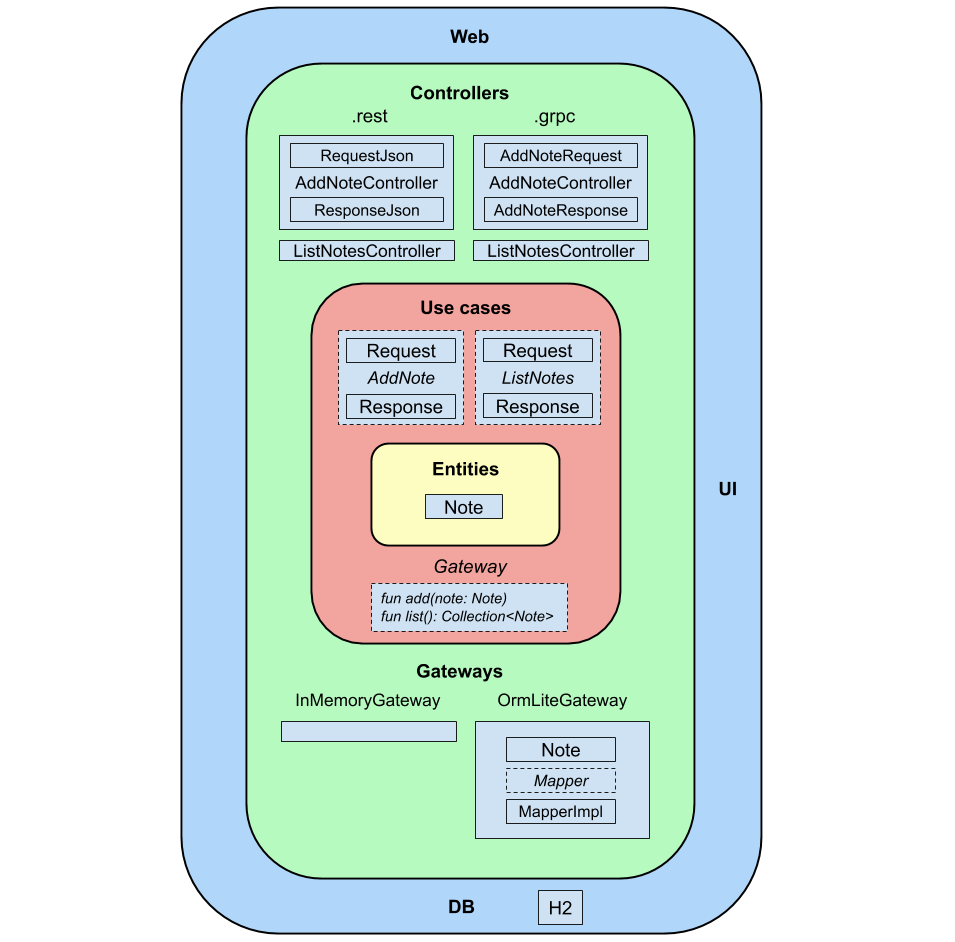 Web
Controllers
.rest
.grpc
RequestJson
AddNoteController
ResponseJson
AddNoteRequest
AddNoteController
AddNoteResponse
ListNotesController
ListNotesController
Use cases
Request
AddNote
Response
Request
ListNotes
Response
Entities
Note
UI
Gateway
fun add(note: Note)
fun list(): Collection<Note>
Gateways
InMemoryGateway
OrmLiteGateway
Note
Mapper
MapperImpl
DB
H2